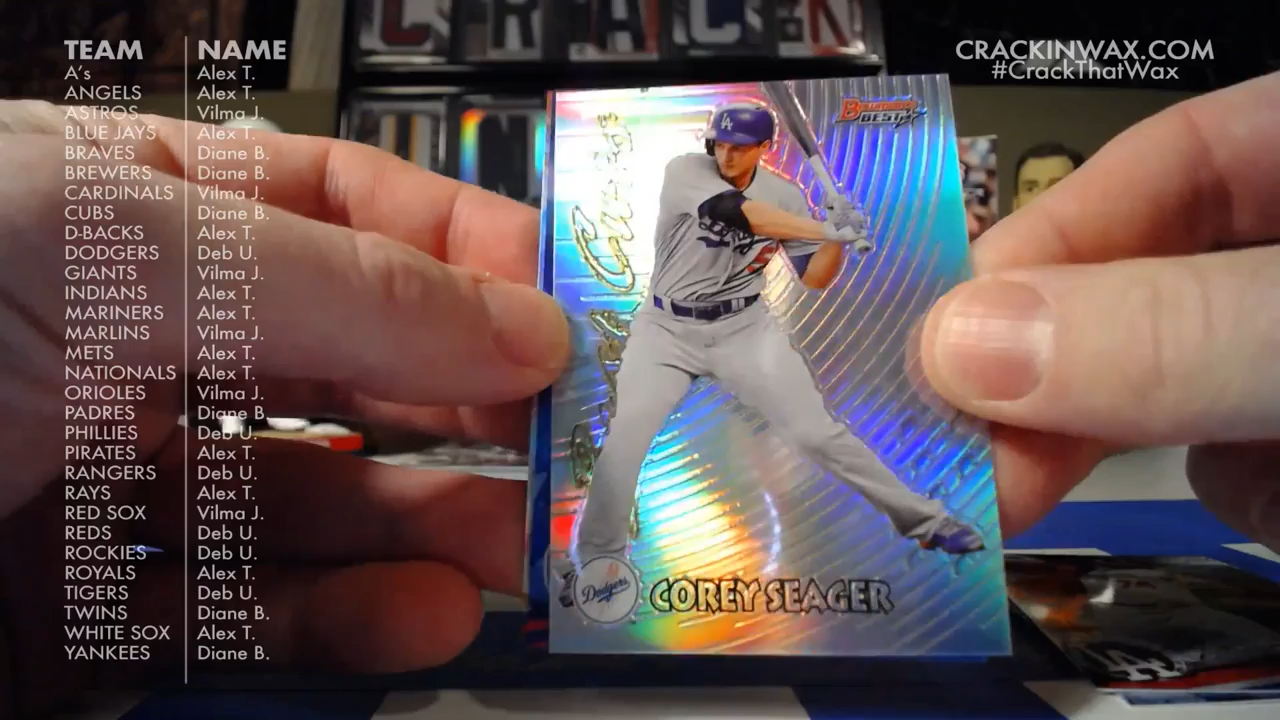 TEAM NAME
A's Alex T.
ANGELS Alex T.
ASTROS Vilma J.
BLUE JAYS Alex T.
BRAVES Diane B.
BREWERS Diane B.
CARDINALS Vilma J.
CUBS Diane B.
D-BACKS Alex T.
DODGERS Deb U.
GIANTS Vilma J.
INDIANS Alex T.
MARINERS Alex T.
MARLINS Vilma J.
METS Alex T.
NATIONALS Alex T.
ORIOLES Vilma J.
PADRES Diane B.
PHILLIES Deb U.
PIRATES Alex T.
RANGERS Deb U.
RAYS Alex T.
RED SOX Vilma J.
REDS Deb U.
ROCKIES Deb U.
ROYALS Alex T.
TIGERS Deb U.
TWINS Diane B.
WHITE SOX Alex T.
YANKEES Diane B.
CRACKINWAX.COM
#CrackThatWax
C R A C K
BEST
LA
Dodgers
COREY SEAGER